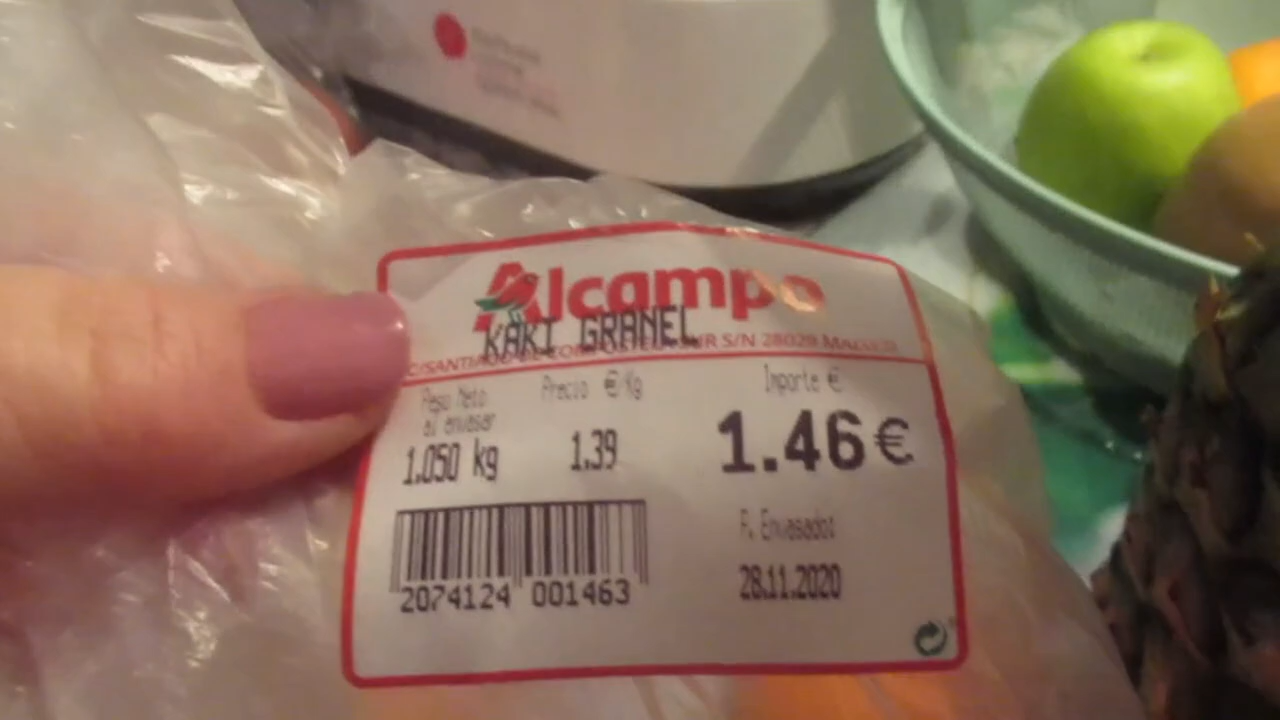 Alcampo
KAKI GRANEL
C/SANTIAGO DE COMPOSTELA SUR S/N 28029 MADRID
Peso Neto al envasar
Precio €/Kg
Importe €
1.050 kg
1.39
1.46€
F. Envasado:
28.11.2020
2074124 001463